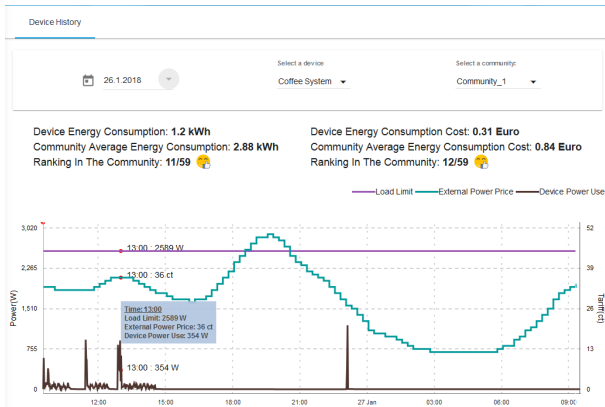 Device History
Select a device
Select a community:
26.1.2018
Coffee System
Community_1
Device Energy Consumption: 1.2 kWh
Device Energy Consumption Cost: 0.31 Euro
Community Average Energy Consumption: 2.88 kWh
Community Average Energy Consumption Cost: 0.84 Euro
Ranking In The Community: 11/59
Ranking In The Community: 12/59
Load Limit
External Power Price
Device Power Use
3,020
52
13:00 : 2589 W
2,265
39
13:00 : 36 ct
Power(W)
Tariff(ct)
Time: 13:00
Load Limit: 2589 W
External Power Price: 36 ct
Device Power Use: 354 W
1,510
26
755
13
13:00 : 354 W
0
0
12:00
15:00
18:00
21:00
27 Jan
03:00
06:00
09:00